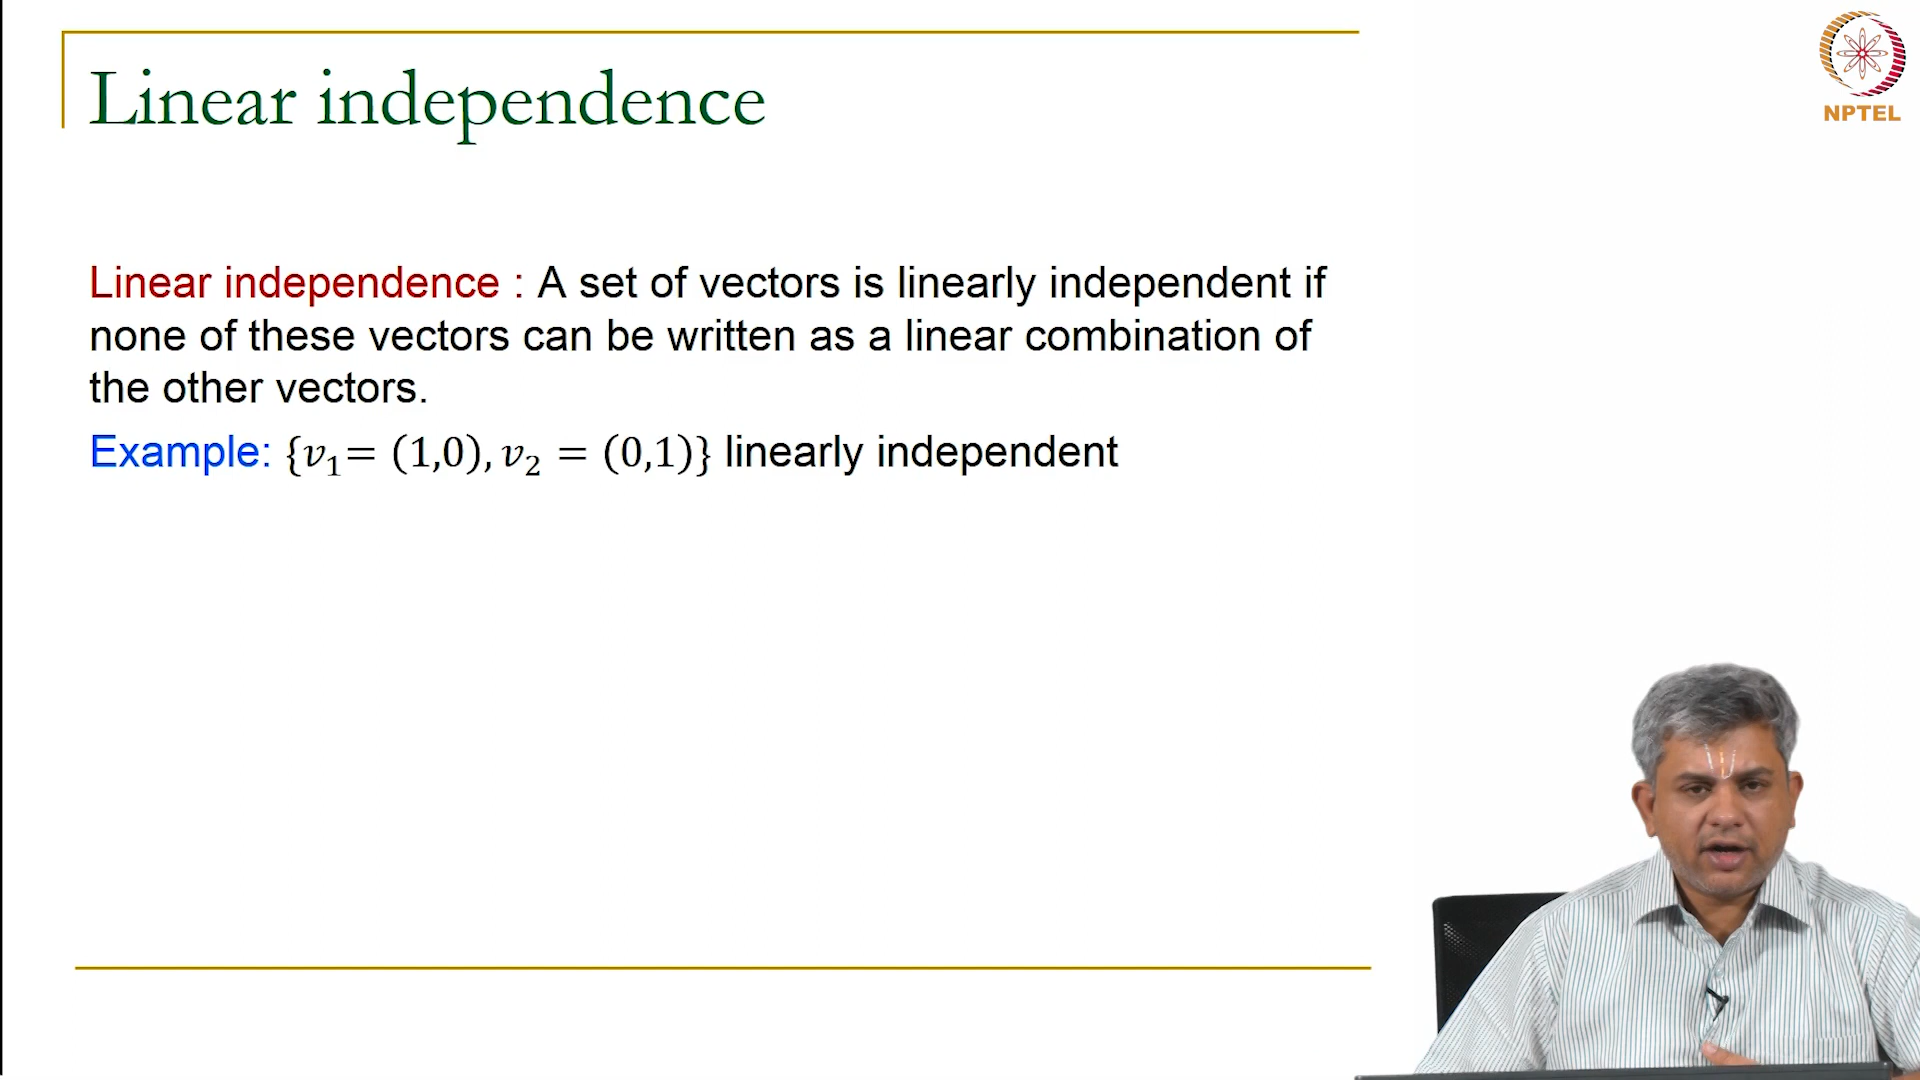 Linear independence
NPTEL
Linear independence : A set of vectors is linearly independent if
none of these vectors can be written as a linear combination of
the other vectors.
Example: {v₁= (1,0), v₂ = (0,1)} linearly independent